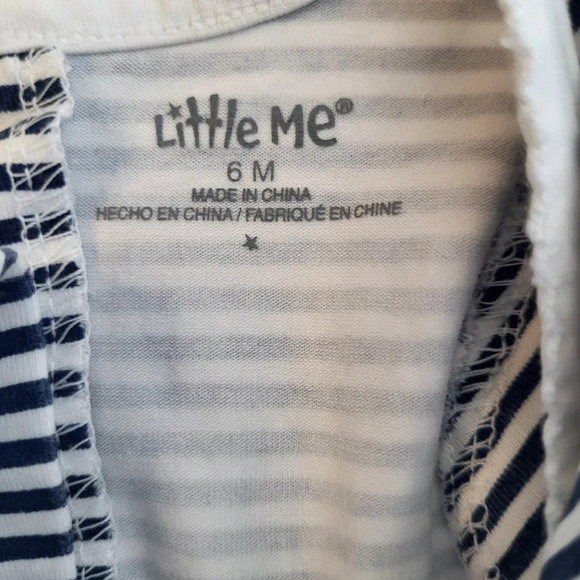 Little Me®
6 M
MADE IN CHINA
HECHO EN CHINA / FABRIQUÉ EN CHINE